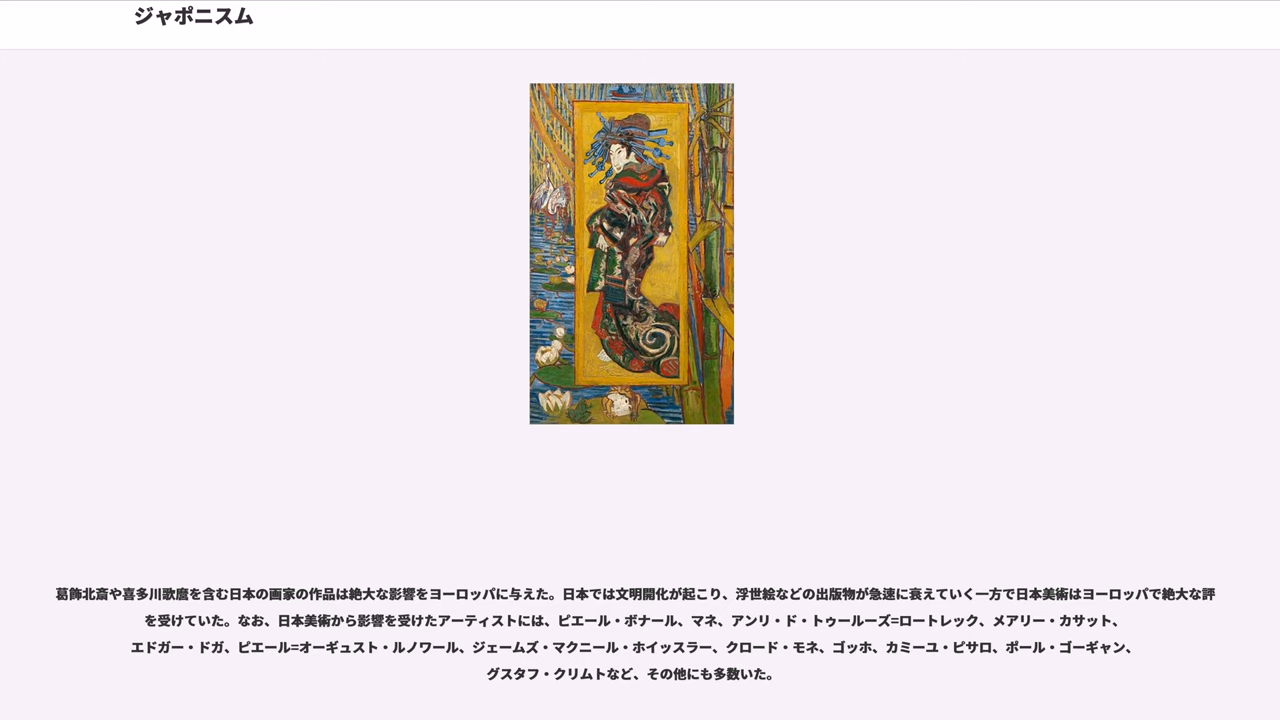 ジャポニスム
葛飾北斎や喜多川歌麿を含む日本の画家の作品は絶大な影響をヨーロッパに与えた。日本では文明開化が起こり、浮世絵などの出版物が急速に衰えていく一方で日本美術はヨーロッパで絶大な評
を受けていた。なお、日本美術から影響を受けたアーティストには、ピエール・ボナール、マネ、アンリ・ド・トゥールーズ=ロートレック、メアリー・カサット、
エドガー・ドガ、ピエール=オーギュスト・ルノワール、ジェームズ・マクニール・ホイッスラー、クロード・モネ、ゴッホ、カミーユ・ピサロ、ポール・ゴーギャン、
グスタフ・クリムトなど、その他にも多数いた。